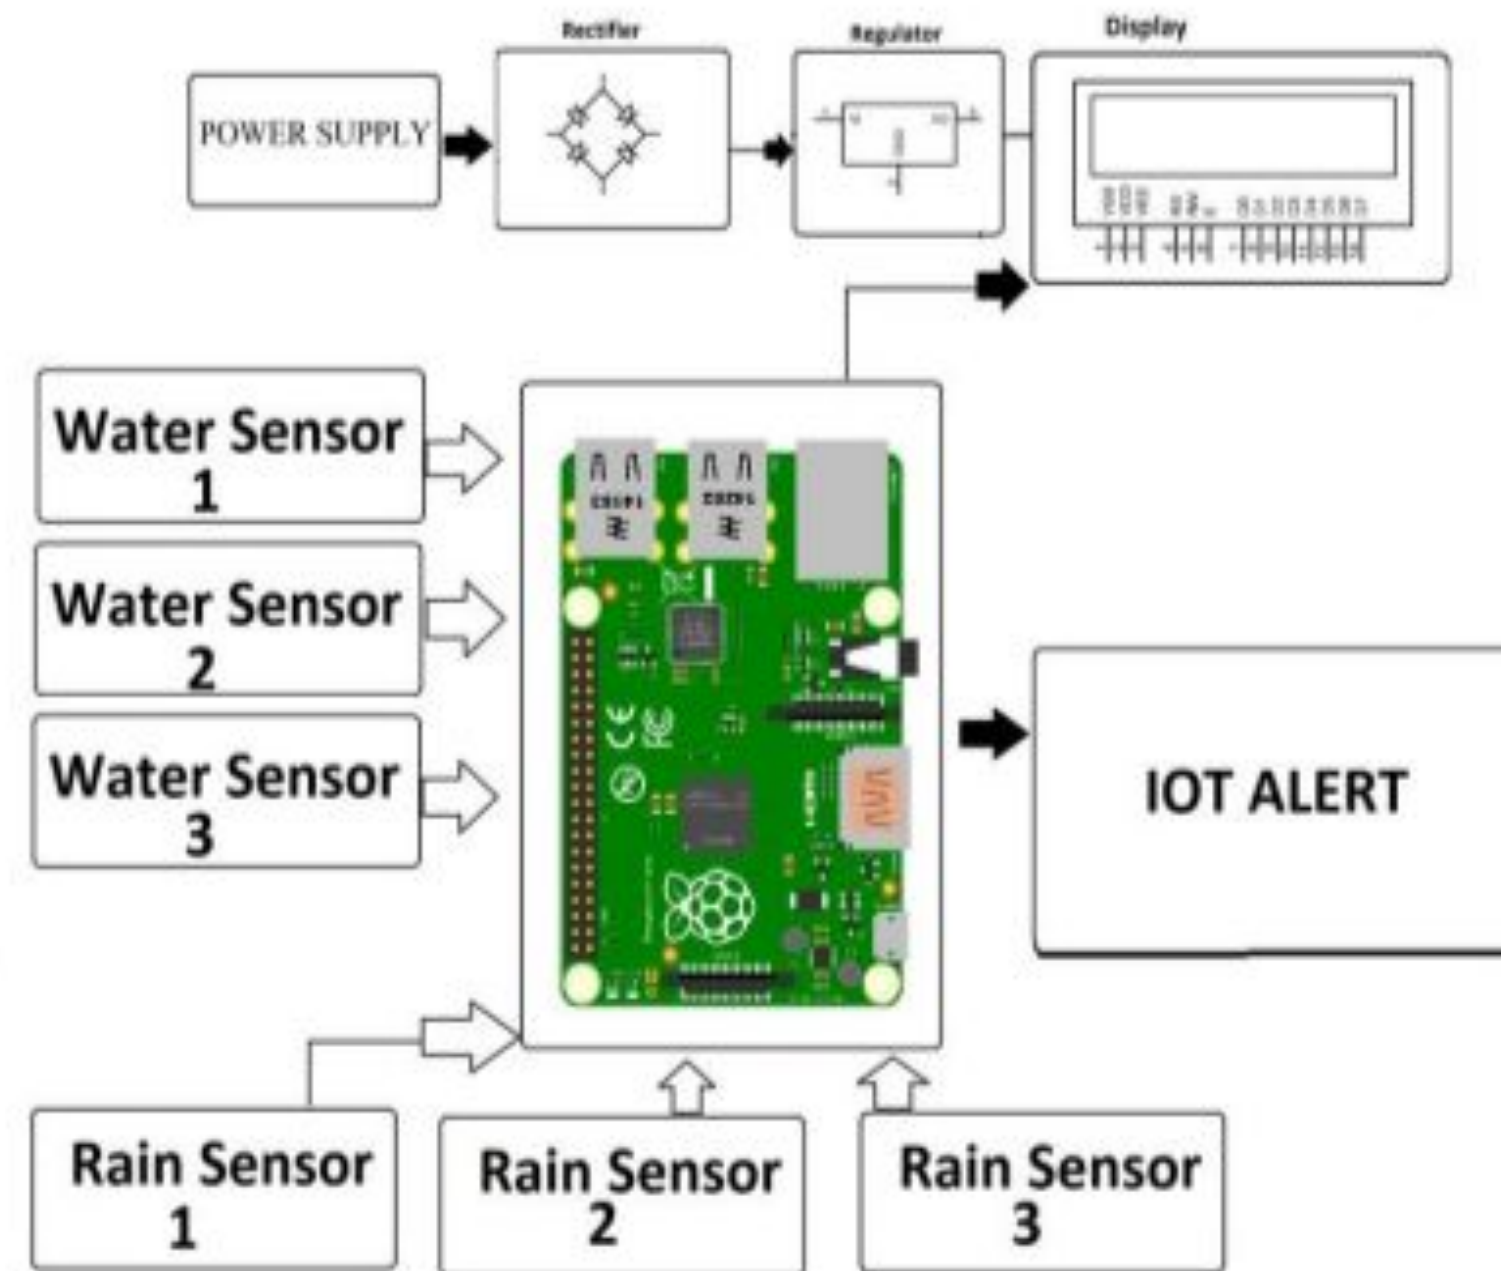 Rectifier
Regulator
Display
POWER SUPPLY
Water Sensor
1
Water Sensor
2
Water Sensor
3
IOT ALERT
Rain Sensor
1
Rain Sensor
2
Rain Sensor
3